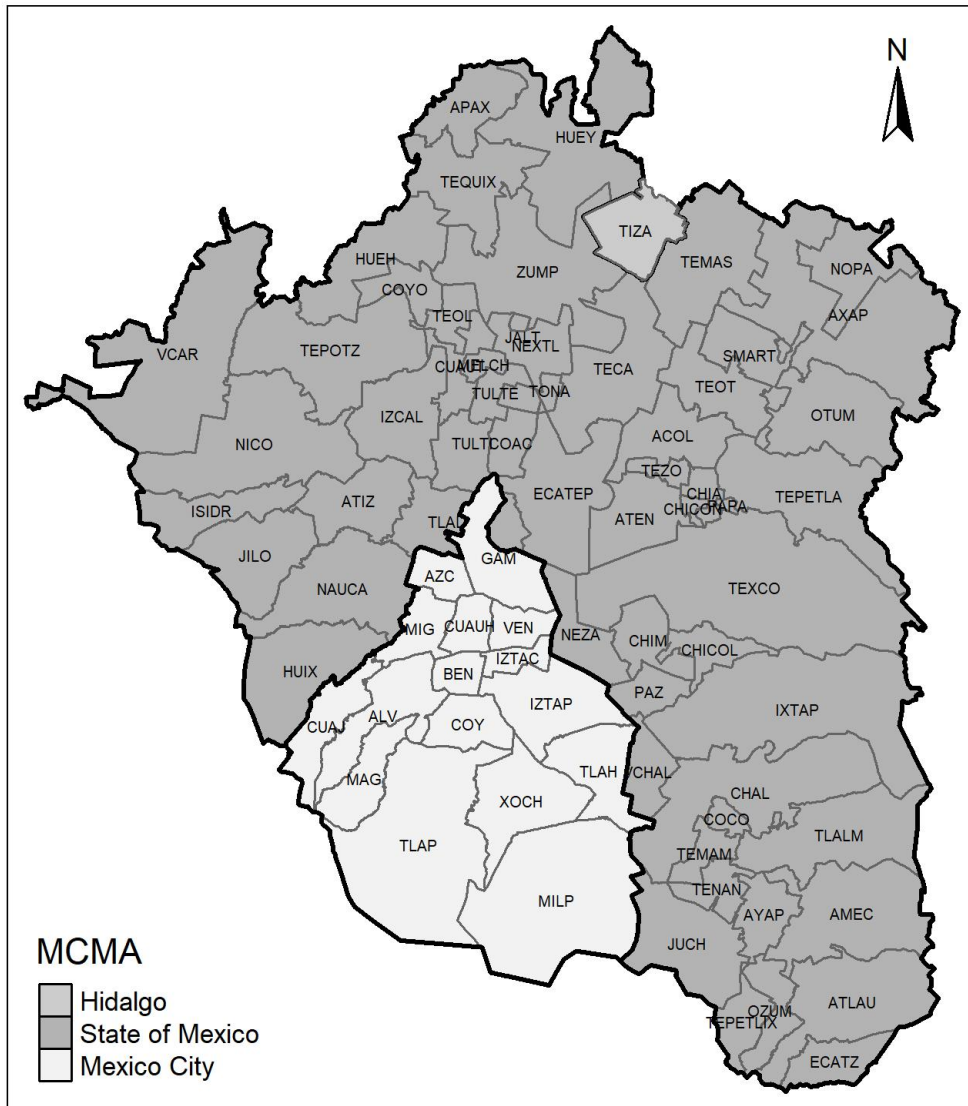 N
APAX
HUEY
TEQUIX
TIZA
HUEH
ZUMP
TEMAS
NOPA
COYO
TEOL
AXAP
VCAR
TEPOTZ
JALT
NEXTL
SMART
CUAUT
MELCH
TECA
TEOT
TULTE
TONA
IZCAL
OTUM
NICO
TULT
COAC
ACOL
TEZO
ISIDR
ATIZ
ECATEP
CHIA
TEPETLA
CHICON
PAPA
TLAL
ATEN
JILO
GAM
AZC
NAUCA
TEXCO
MIG
CUAUH
VEN
NEZA
CHIM
CHICOL
IZTAC
HUIX
BEN
PAZ
IZTAP
IXTAP
CUAJ
ALV
COY
MAG
TLAH
VCHAL
CHAL
XOCH
COCO
TLAP
TLALM
TEMAM
TENAN
MILP
AYAP
AMEC
JUCH
ATLAU
OZUM
TEPETLIX
ECATZ
MCMA
Hidalgo
State of Mexico
Mexico City